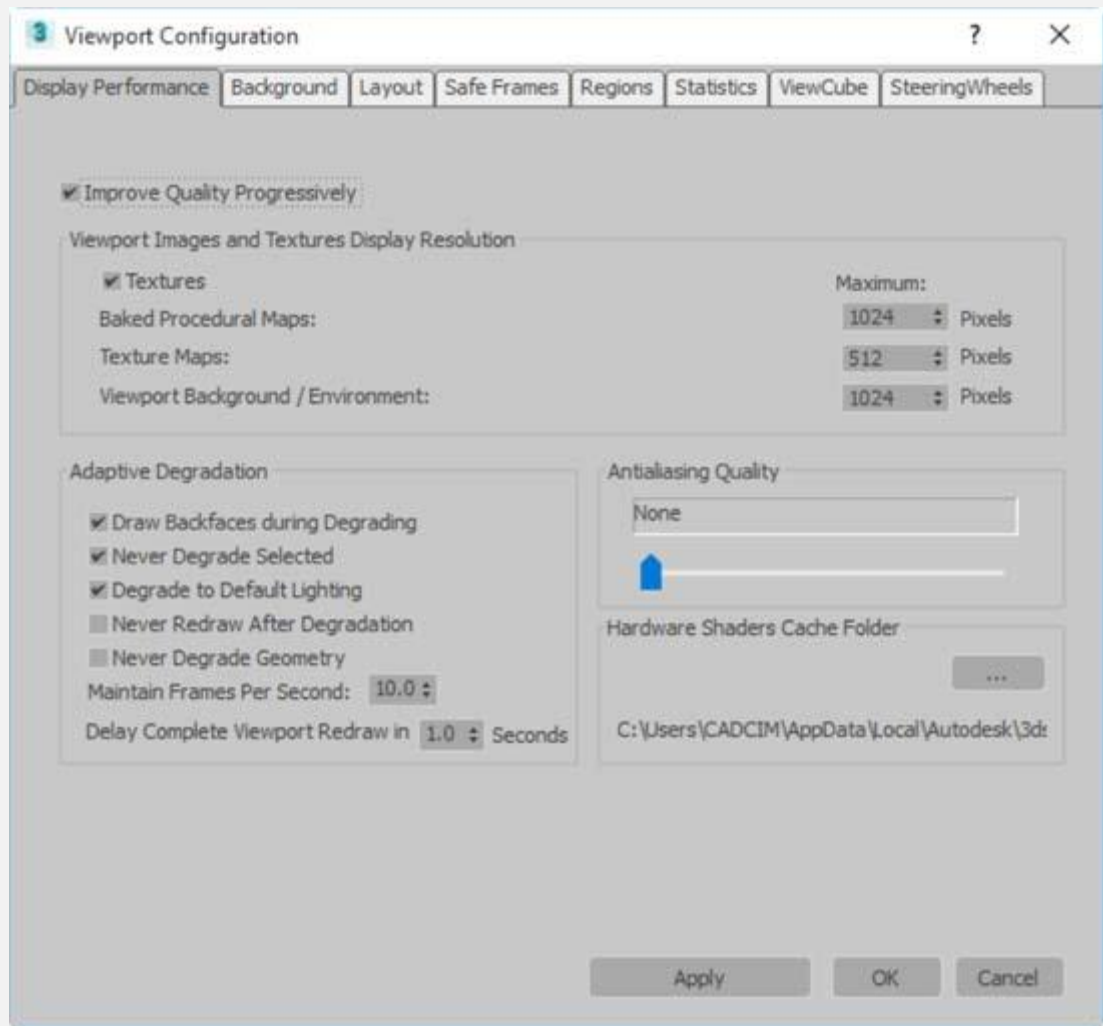 3 Viewport Configuration ? ×
Display Performance Background Layout Safe Frames Regions Statistics ViewCube SteeringWheels
Improve Quality Progressively
Viewport Images and Textures Display Resolution
Textures Maximum:
Baked Procedural Maps: 1024 Pixels
Texture Maps: 512 Pixels
Viewport Background / Environment: 1024 Pixels
Adaptive Degradation
Draw Backfaces during Degrading
Never Degrade Selected
Degrade to Default Lighting
Never Redraw After Degradation
Never Degrade Geometry
Maintain Frames Per Second: 10.0
Delay Complete Viewport Redraw in 1.0 Seconds
Antialiasing Quality
None
Hardware Shaders Cache Folder
...
C:\Users\CADCIM\AppData\Local\Autodesk\3ds
Apply OK Cancel